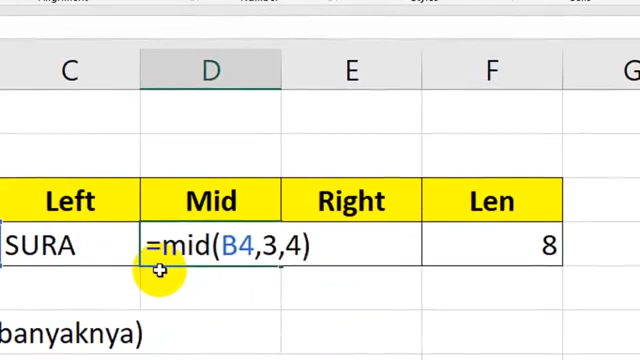 C D E F G
Left Mid Right Len
SURA =mid(B4,3,4) 8
banyaknya)